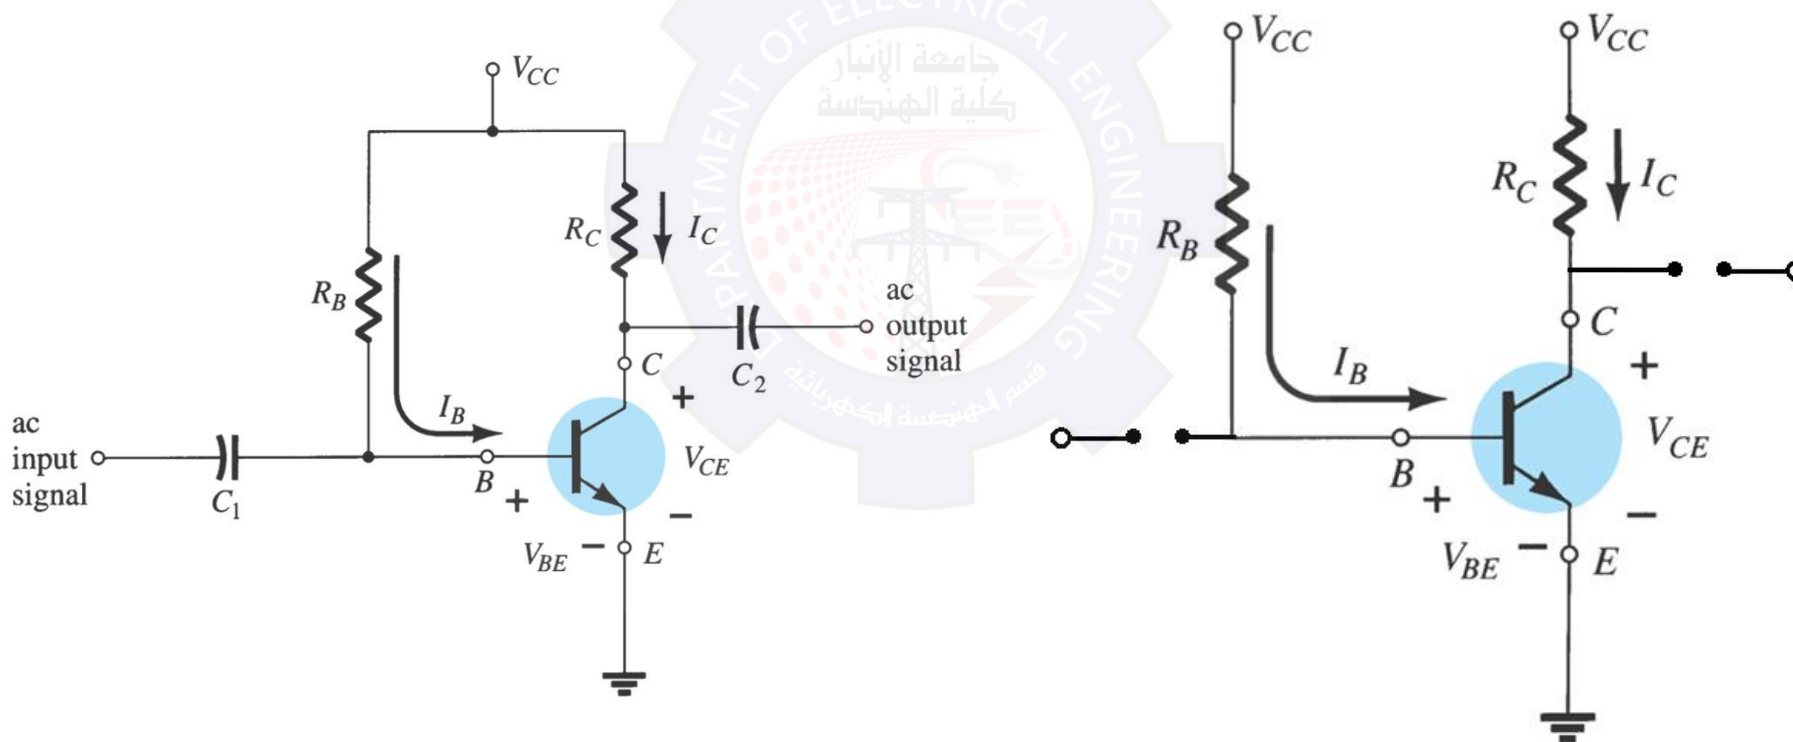 V_CC
R_B
R_C
I_C
ac
output
signal
C_2
C
I_B
ac
input
signal
C_1
B
+
+
V_CE
−
V_BE
−
E
V_CC
V_CC
R_B
R_C
I_C
I_B
C
+
V_CE
−
B
+
V_BE
−
E
DEPARTMENT OF ELECTRICAL ENGINEERING
جامعة الأنبار
كلية الهندسة
EE
قسم الهندسة الكهربائية